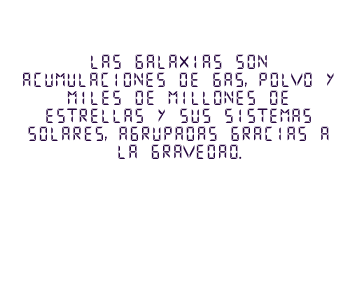 LAS GALAXIAS SON
ACUMULACIONES DE GAS, POLVO Y
MILES DE MILLONES DE
ESTRELLAS Y SUS SISTEMAS
SOLARES, AGRUPADAS GRACIAS A
LA GRAVEDAD.